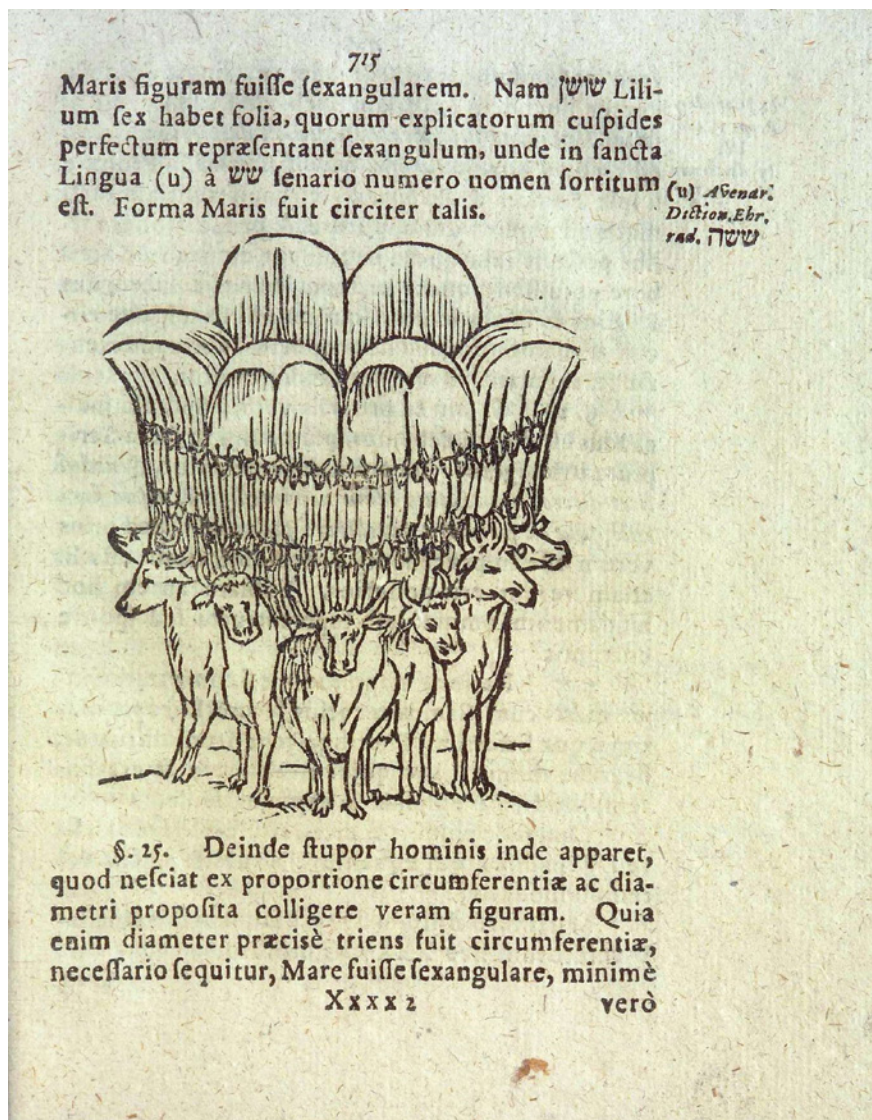 715
Maris figuram fuiſſe ſexangularem. Nam שושן Lili-
um ſex habet folia, quorum explicatorum cuſpides
perfectum repræſentant ſexangulum, unde in ſancta
Lingua (u) à שש ſenario numero nomen ſortitum
eſt. Forma Maris fuit circiter talis.
(u) Avenar.
Diction. Ebr.
rad. ששה
§. 25. Deinde ſtupor hominis inde apparet,
quod neſciat ex proportione circumferentiæ ac dia-
metri propoſita colligere veram figuram. Quia
enim diameter præcisè triens fuit circumferentiæ,
neceſſario ſequitur, Mare fuiſſe ſexangulare, minimè
Xxxx 2 verò